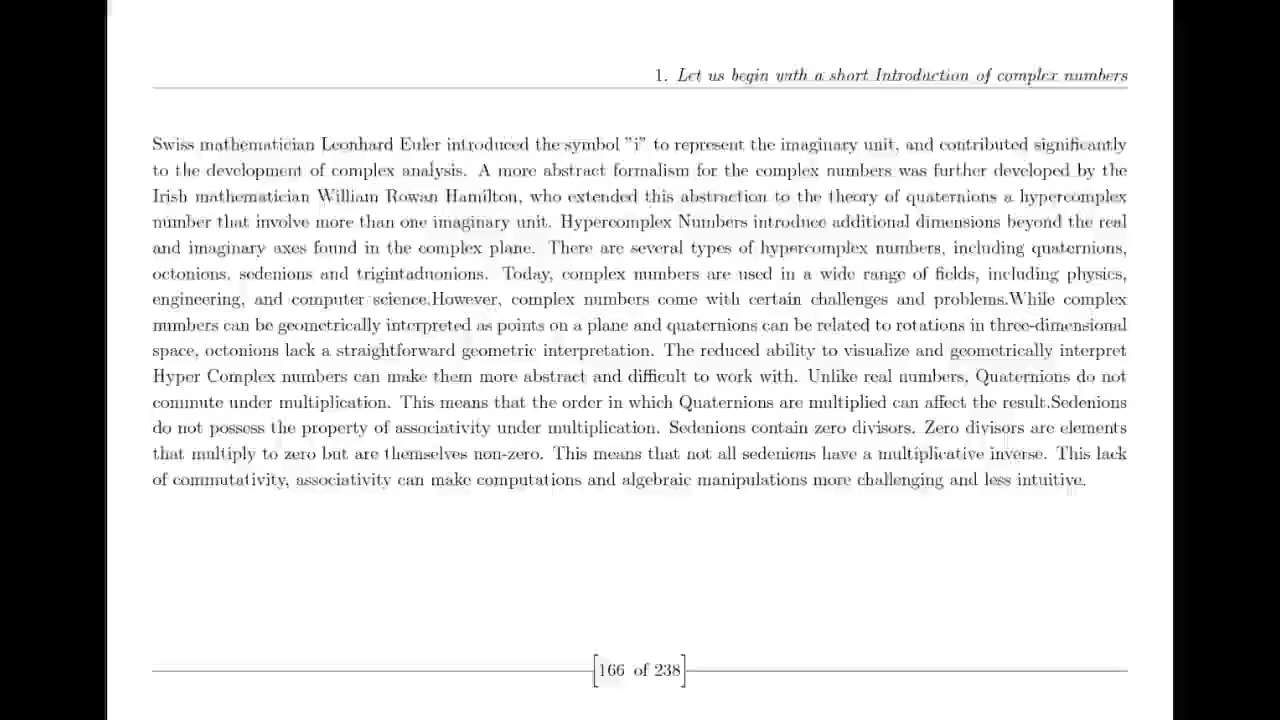 1. Let us begin with a short Introduction of complex numbers
Swiss mathematician Leonhard Euler introduced the symbol "i" to represent the imaginary unit, and contributed significantly
to the development of complex analysis. A more abstract formalism for the complex numbers was further developed by the
Irish mathematician William Rowan Hamilton, who extended this abstraction to the theory of quaternions a hypercomplex
number that involve more than one imaginary unit. Hypercomplex Numbers introduce additional dimensions beyond the real
and imaginary axes found in the complex plane. There are several types of hypercomplex numbers, including quaternions,
octonions, sedenions and trigintaduonions. Today, complex numbers are used in a wide range of fields, including physics,
engineering, and computer science.However, complex numbers come with certain challenges and problems.While complex
numbers can be geometrically interpreted as points on a plane and quaternions can be related to rotations in three-dimensional
space, octonions lack a straightforward geometric interpretation. The reduced ability to visualize and geometrically interpret
Hyper Complex numbers can make them more abstract and difficult to work with. Unlike real numbers, Quaternions do not
commute under multiplication. This means that the order in which Quaternions are multiplied can affect the result.Sedenions
do not possess the property of associativity under multiplication. Sedenions contain zero divisors. Zero divisors are elements
that multiply to zero but are themselves non-zero. This means that not all sedenions have a multiplicative inverse. This lack
of commutativity, associativity can make computations and algebraic manipulations more challenging and less intuitive.
166 of 238